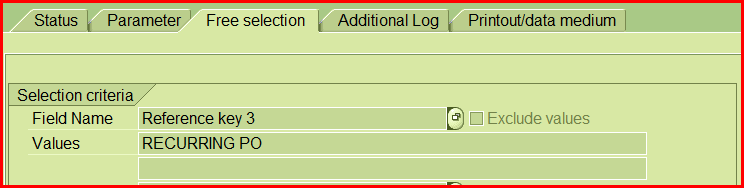 Status Parameter Free selection Additional Log Printout/data medium
Selection criteria
Field Name Reference key 3 Exclude values
Values RECURRING PO